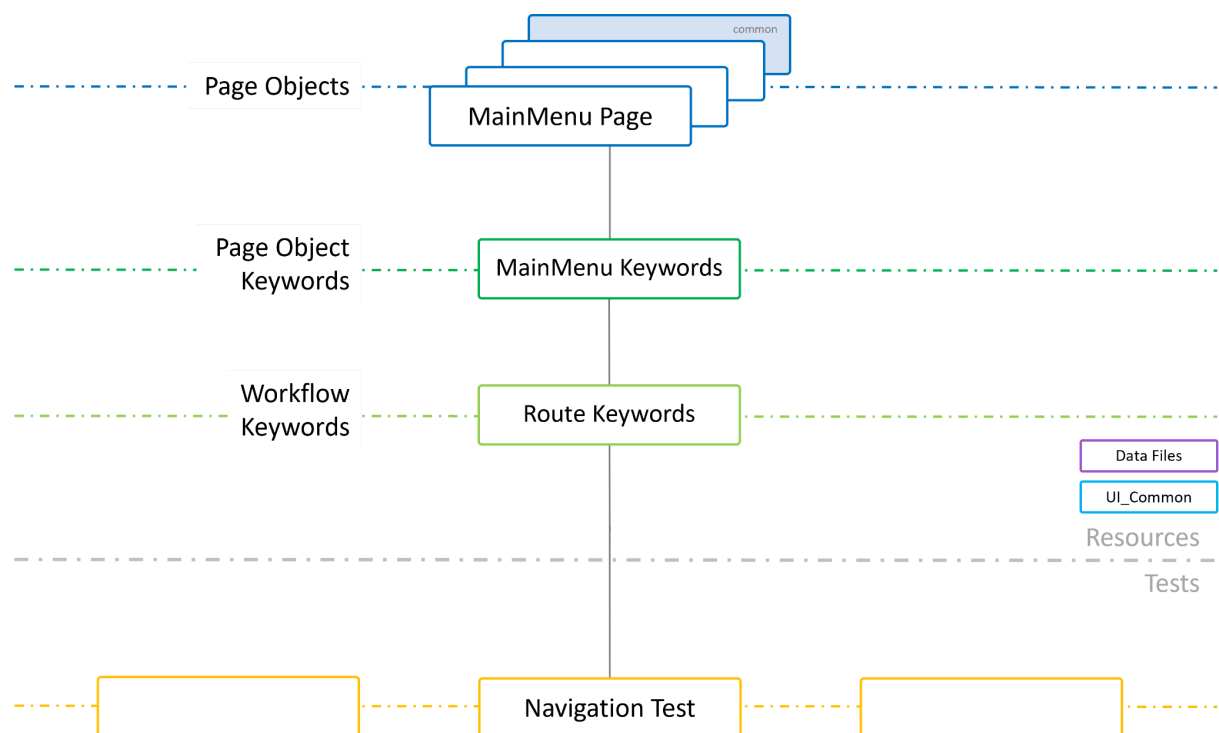 common
Page Objects
MainMenu Page
Page Object
Keywords
MainMenu Keywords
Workflow
Keywords
Route Keywords
Data Files
UI_Common
Resources
Tests
Navigation Test